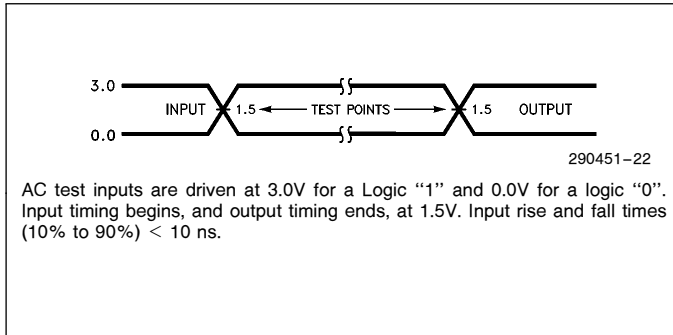 3.0
INPUT 1.5 TEST POINTS 1.5 OUTPUT
0.0
290451–22
AC test inputs are driven at 3.0V for a Logic ‘‘1’’ and 0.0V for a logic ‘‘0’’.
Input timing begins, and output timing ends, at 1.5V. Input rise and fall times
(10% to 90%) < 10 ns.